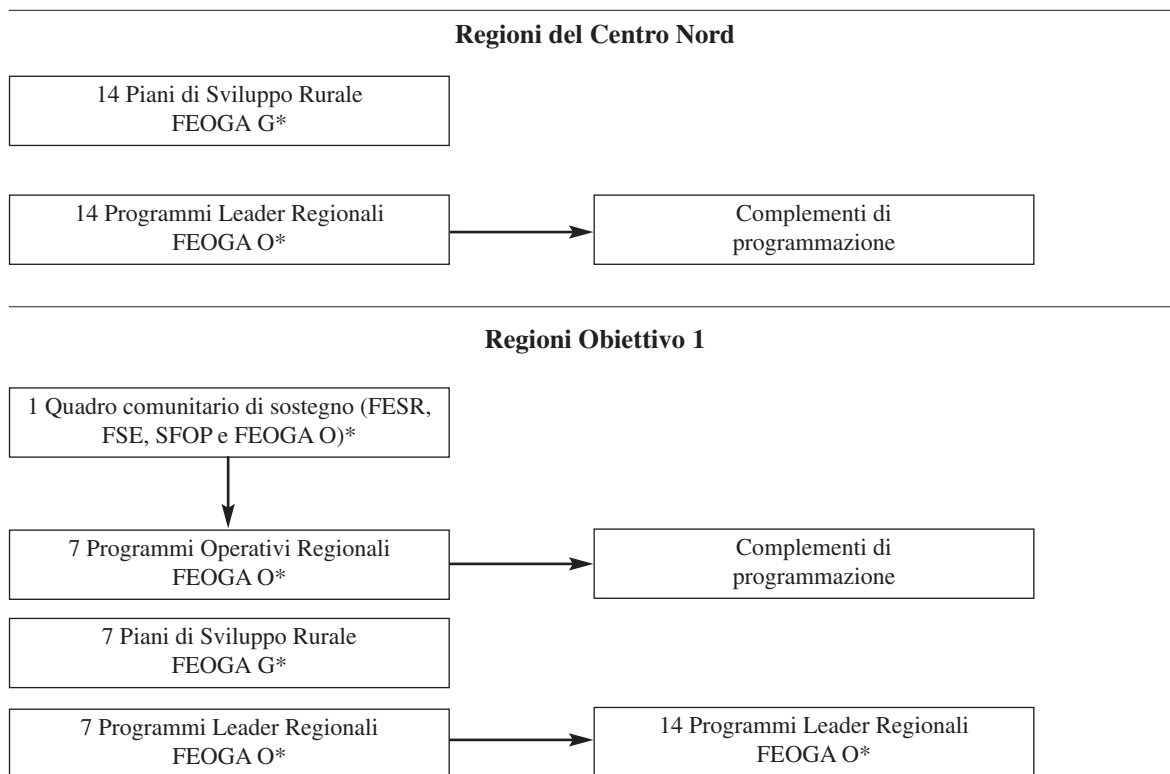 Regioni del Centro Nord
14 Piani di Sviluppo Rurale
FEOGA G*
14 Programmi Leader Regionali
FEOGA O*
Complementi di
programmazione
Regioni Obiettivo 1
1 Quadro comunitario di sostegno (FESR,
FSE, SFOP e FEOGA O)*
7 Programmi Operativi Regionali
FEOGA O*
Complementi di
programmazione
7 Piani di Sviluppo Rurale
FEOGA G*
7 Programmi Leader Regionali
FEOGA O*
14 Programmi Leader Regionali
FEOGA O*